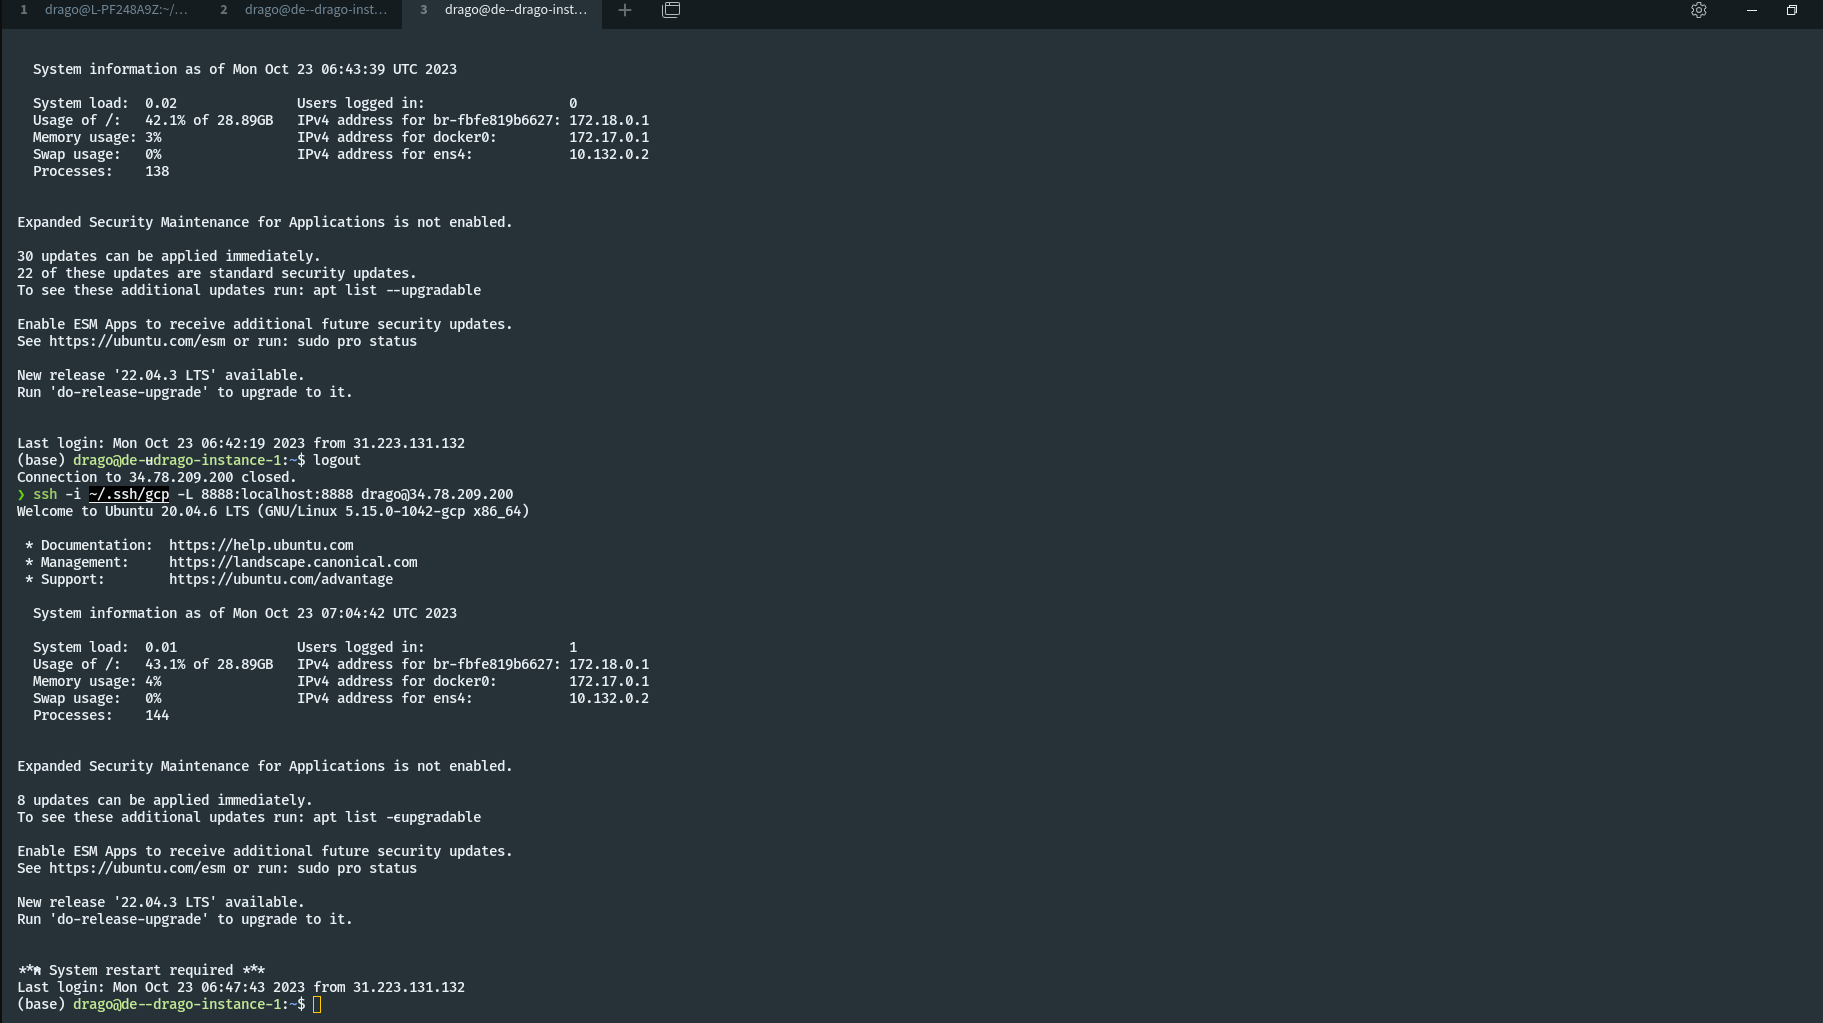 1 drago@L-PF248A9Z:~/... 2 drago@de--drago-inst... 3 drago@de--drago-inst...
System information as of Mon Oct 23 06:43:39 UTC 2023
System load: 0.02 Users logged in: 0
Usage of /: 42.1% of 28.89GB IPv4 address for br-fbfe819b6627: 172.18.0.1
Memory usage: 3% IPv4 address for docker0: 172.17.0.1
Swap usage: 0% IPv4 address for ens4: 10.132.0.2
Processes: 138
Expanded Security Maintenance for Applications is not enabled.
30 updates can be applied immediately.
22 of these updates are standard security updates.
To see these additional updates run: apt list --upgradable
Enable ESM Apps to receive additional future security updates.
See https://ubuntu.com/esm or run: sudo pro status
New release '22.04.3 LTS' available.
Run 'do-release-upgrade' to upgrade to it.
Last login: Mon Oct 23 06:42:19 2023 from 31.223.131.132
(base) drago@de--drago-instance-1:~$ logout
Connection to 34.78.209.200 closed.
❯ ssh -i ~/.ssh/gcp -L 8888:localhost:8888 drago@34.78.209.200
Welcome to Ubuntu 20.04.6 LTS (GNU/Linux 5.15.0-1042-gcp x86_64)
* Documentation: https://help.ubuntu.com
* Management: https://landscape.canonical.com
* Support: https://ubuntu.com/advantage
System information as of Mon Oct 23 07:04:42 UTC 2023
System load: 0.01 Users logged in: 1
Usage of /: 43.1% of 28.89GB IPv4 address for br-fbfe819b6627: 172.18.0.1
Memory usage: 4% IPv4 address for docker0: 172.17.0.1
Swap usage: 0% IPv4 address for ens4: 10.132.0.2
Processes: 144
Expanded Security Maintenance for Applications is not enabled.
8 updates can be applied immediately.
To see these additional updates run: apt list --upgradable
Enable ESM Apps to receive additional future security updates.
See https://ubuntu.com/esm or run: sudo pro status
New release '22.04.3 LTS' available.
Run 'do-release-upgrade' to upgrade to it.
*** System restart required ***
Last login: Mon Oct 23 06:47:43 2023 from 31.223.131.132
(base) drago@de--drago-instance-1:~$